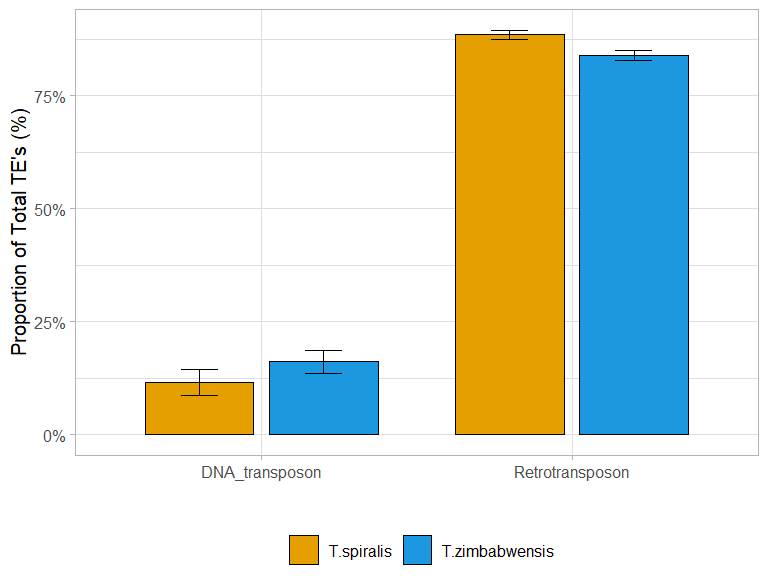 Proportion of Total TE's (%)
75%
50%
25%
0%
DNA_transposon Retrotransposon
T.spiralis T.zimbabwensis